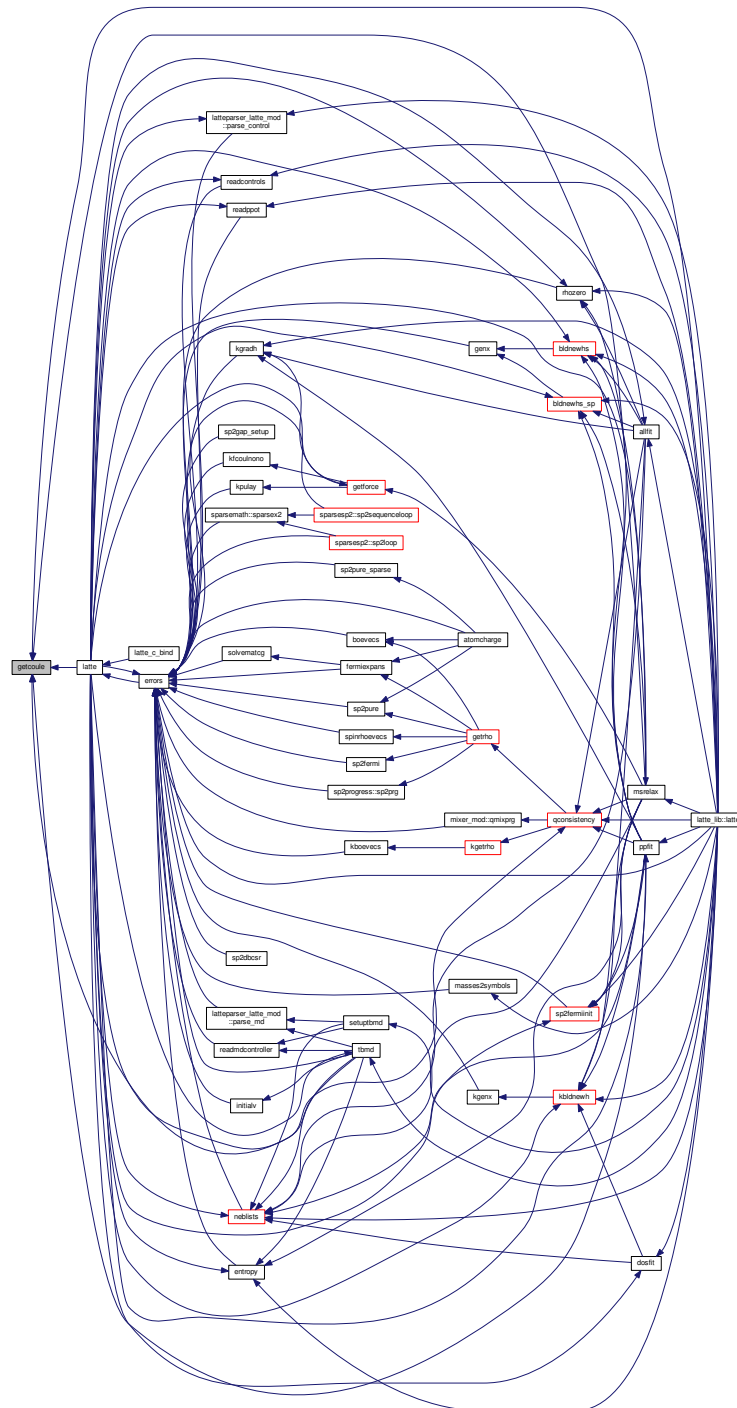 latteparser_latte_mod
::parse_control
readcontrols
readppot
rhozero
kgradh
genx
bldnewhs
bldnewhs_sp
sp2gap_setup
allfit
kfcoulnono
kpulay
getforce
sparsemath::sparsex2
sparsesp2::sp2sequenceloop
sparsesp2::sp2loop
sp2pure_sparse
boevecs
atomcharge
latte_c_bind
solvematcg
getcoule
latte
errors
fermiexpans
sp2pure
spinrhoevecs
getrho
sp2fermi
sp2progress::sp2prg
msrelax
mixer_mod::qmixprg
qconsistency
latte_lib::latte
kboevecs
kgetrho
ppfit
sp2dbcsr
masses2symbols
latteparser_latte_mod
::parse_md
setuptbmd
sp2fermiinit
readmdcontroller
tbmd
initialv
kgenx
kbldnewh
neblists
entropy
dosfit